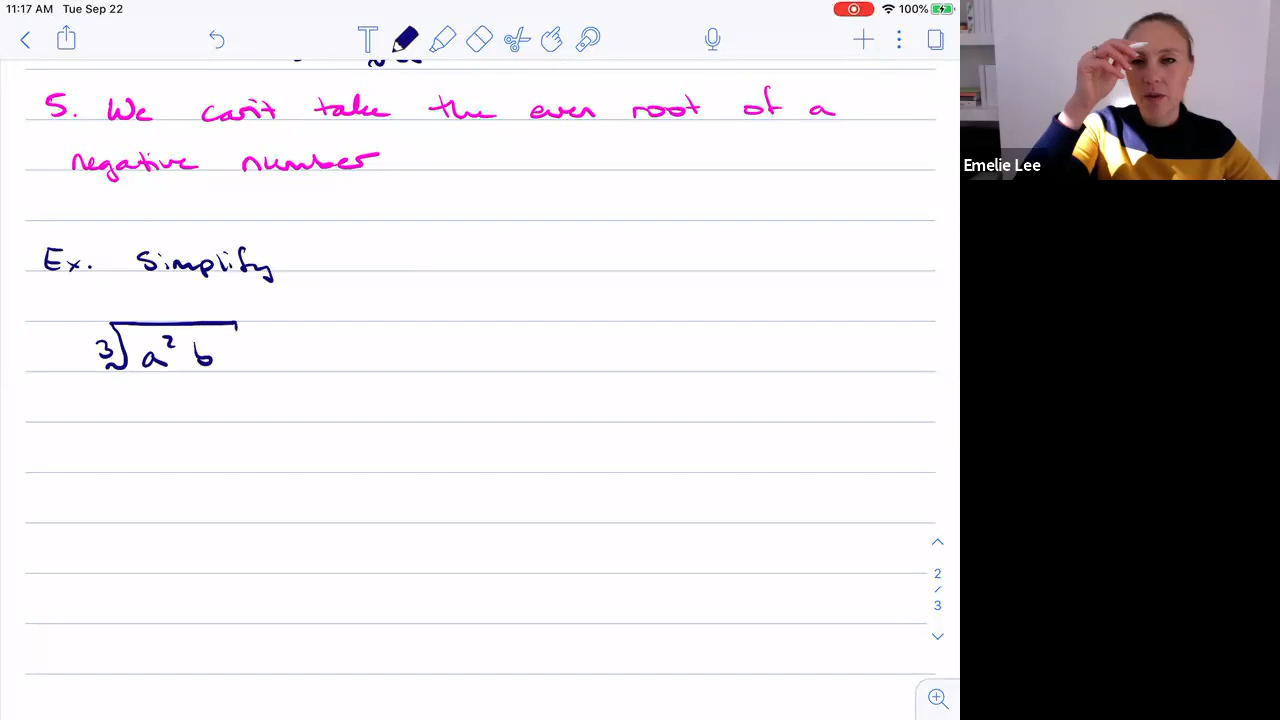 11:17 AM Tue Sep 22
100%
5. We can't take the even root of a
negative number
Ex. Simplify
∛(a² b)
2
/
3
Emelie Lee